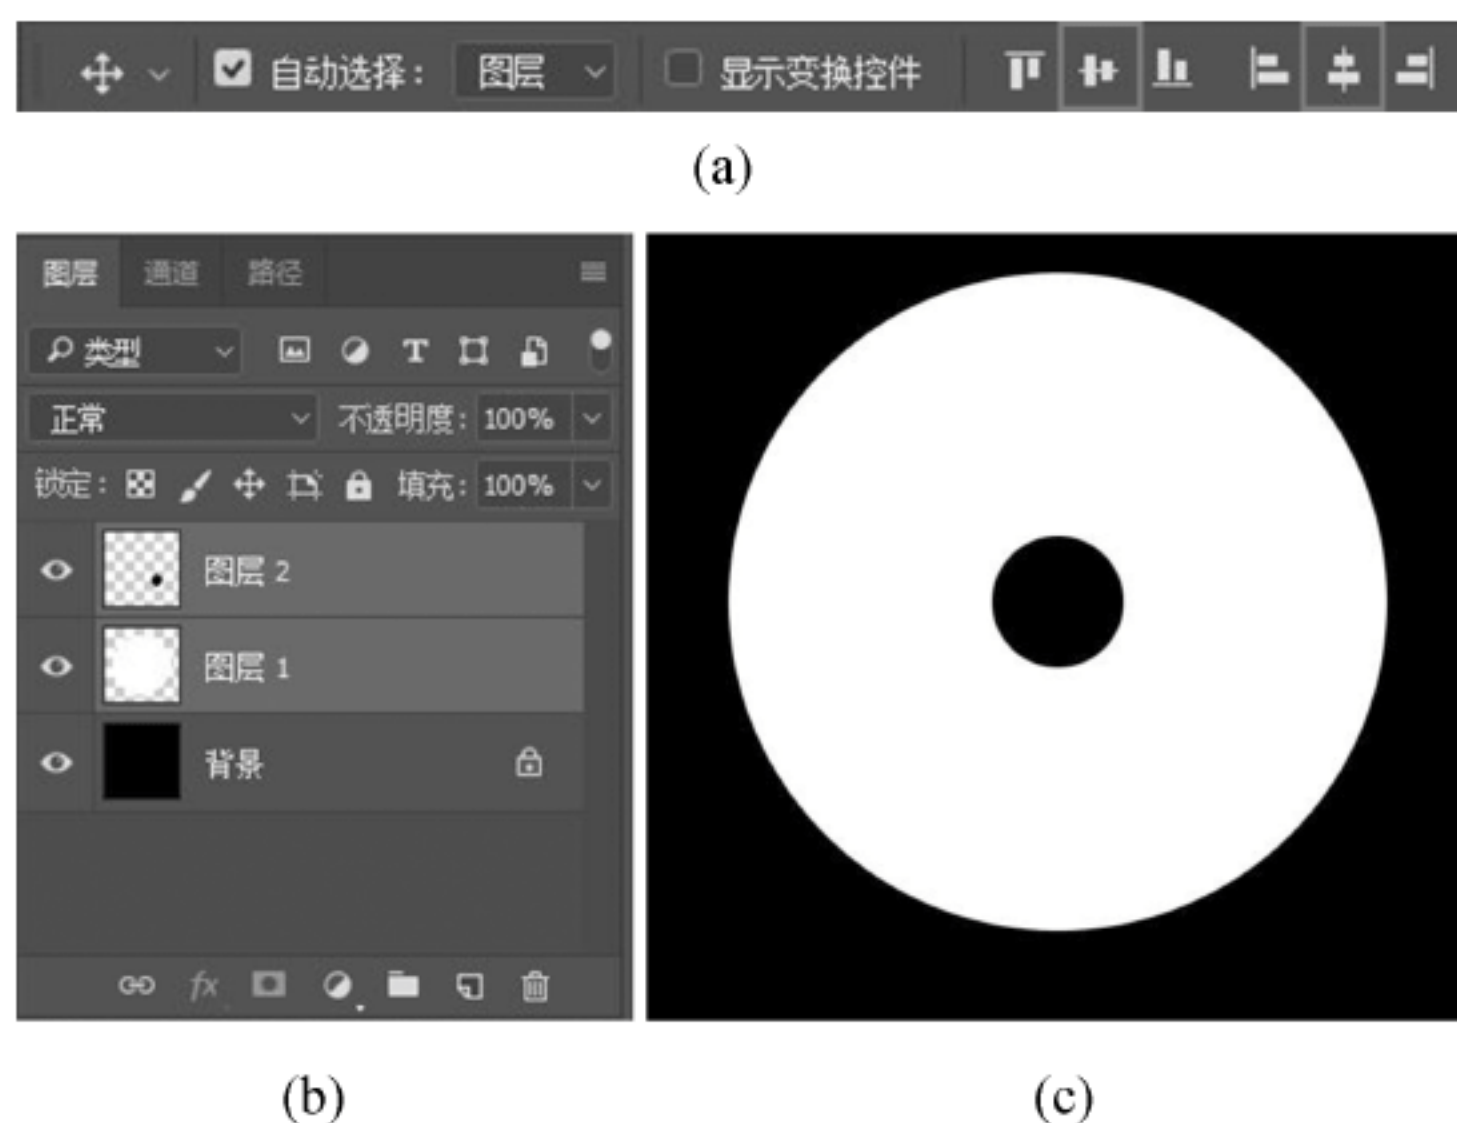 自动选择： 图层 显示变换控件
(a)
图层 通道 路径
类型
正常 不透明度： 100%
锁定： 填充： 100%
图层 2
图层 1
背景
fx
(b) (c)